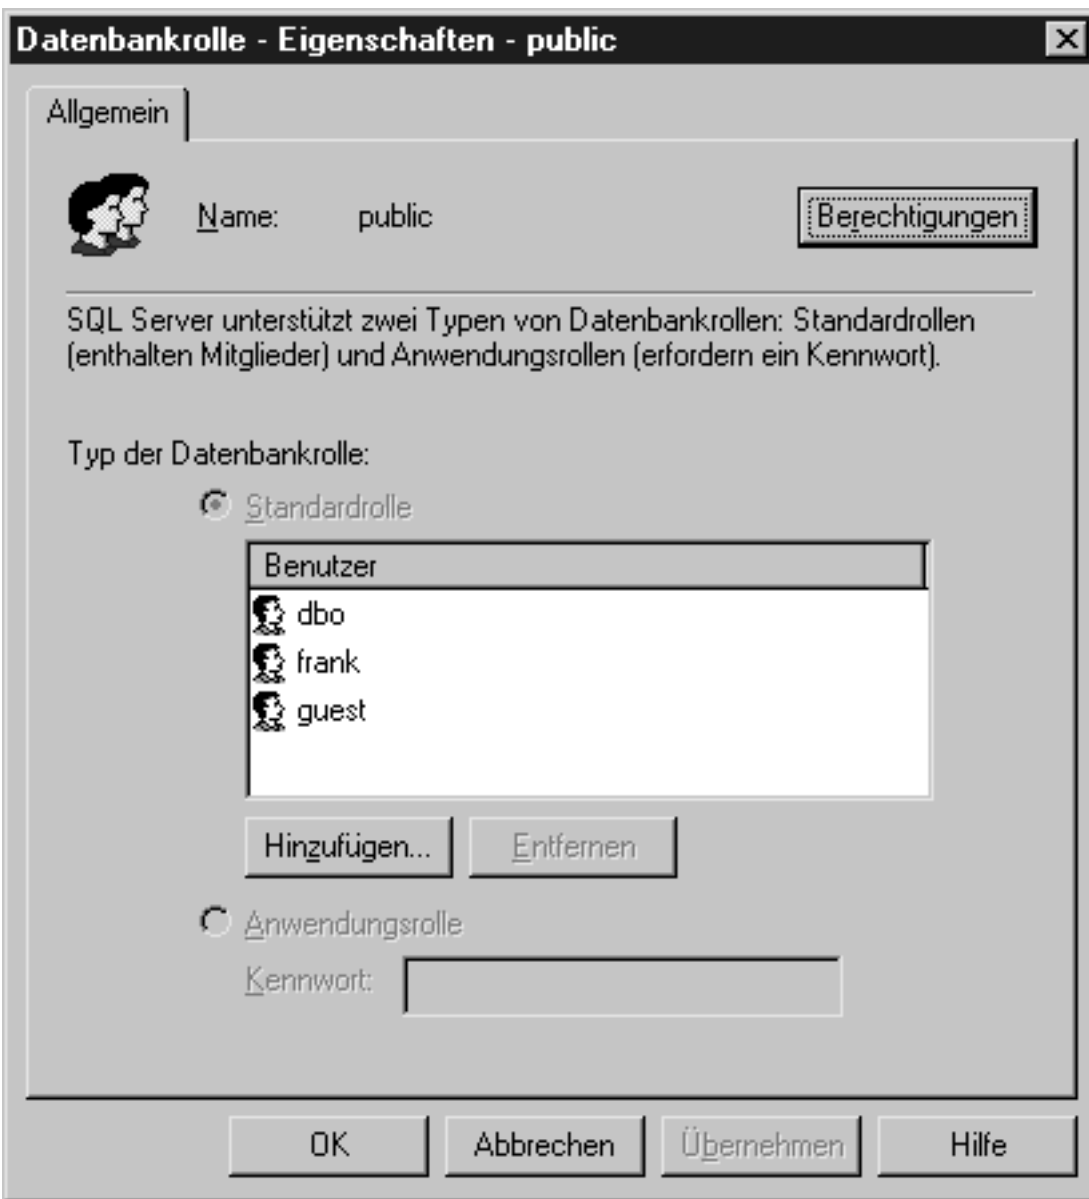 Datenbankrolle - Eigenschaften - public
Allgemein
Name: public Berechtigungen
SQL Server unterstützt zwei Typen von Datenbankrollen: Standardrollen
(enthalten Mitglieder) und Anwendungsrollen (erfordern ein Kennwort).
Typ der Datenbankrolle:
Standardrolle
Benutzer
dbo
frank
guest
Hinzufügen... Entfernen
Anwendungsrolle
Kennwort:
OK Abbrechen Übernehmen Hilfe